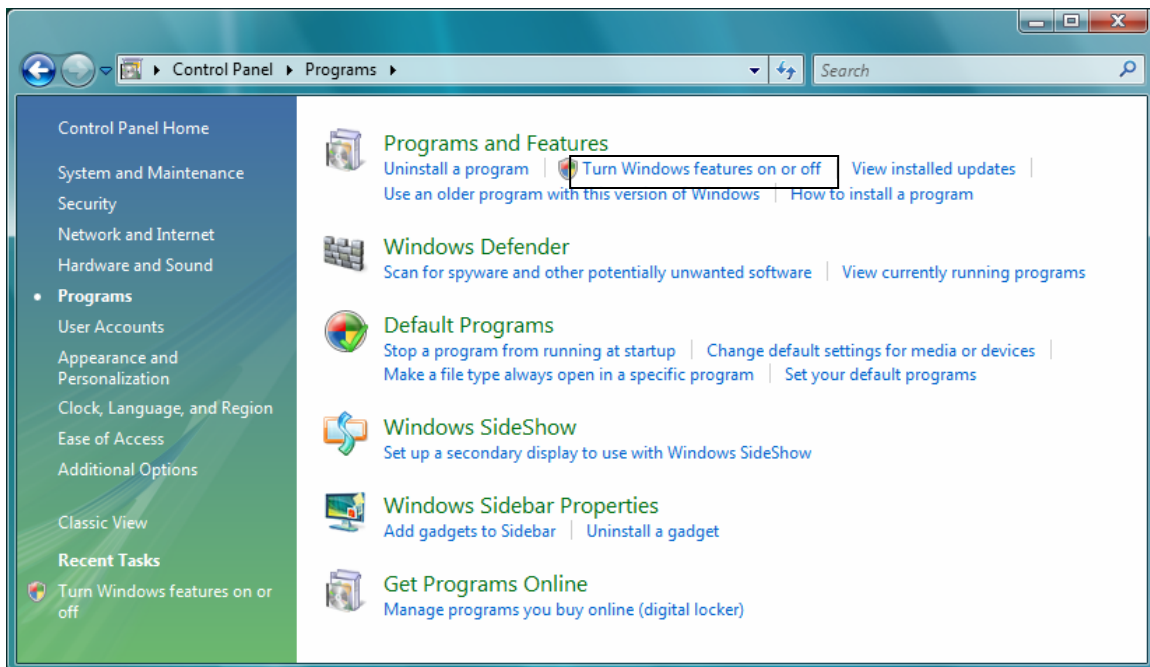 Control Panel Programs
Search
Control Panel Home
System and Maintenance
Security
Network and Internet
Hardware and Sound
Programs
User Accounts
Appearance and
Personalization
Clock, Language, and Region
Ease of Access
Additional Options
Classic View
Recent Tasks
Turn Windows features on or
off
Programs and Features
Uninstall a program Turn Windows features on or off View installed updates
Use an older program with this version of Windows How to install a program
Windows Defender
Scan for spyware and other potentially unwanted software View currently running programs
Default Programs
Stop a program from running at startup Change default settings for media or devices
Make a file type always open in a specific program Set your default programs
Windows SideShow
Set up a secondary display to use with Windows SideShow
Windows Sidebar Properties
Add gadgets to Sidebar Uninstall a gadget
Get Programs Online
Manage programs you buy online (digital locker)